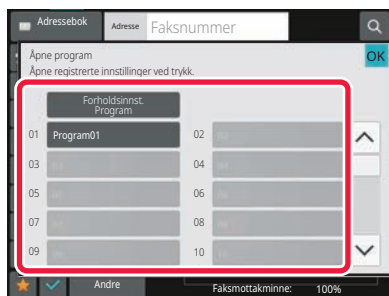 Adressebok Adresse Faksnummer
Åpne program OK
Åpne registrerte innstillinger ved trykk.
Forholdsinnst.
Program
01 Program01 02
03 04
05 06
07 08
09 10
Andre Faksmottakminne: 100%